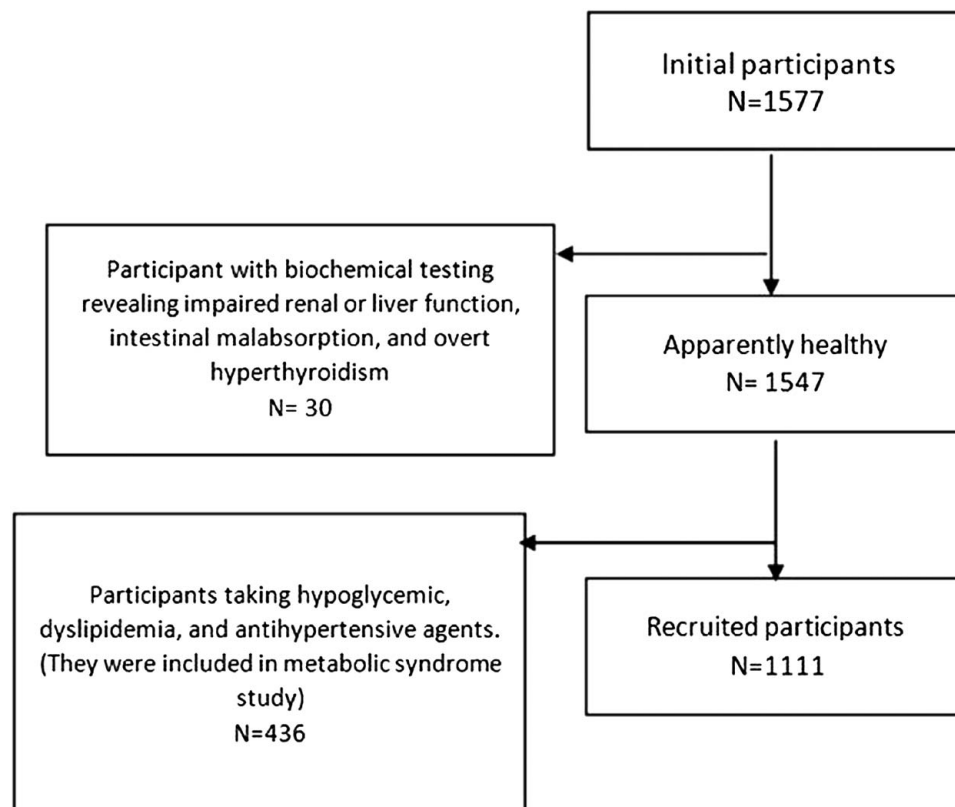 Initial participants
N=1577
Participant with biochemical testing
revealing impaired renal or liver function,
intestinal malabsorption, and overt
hyperthyroidism
N= 30
Apparently healthy
N= 1547
Participants taking hypoglycemic,
dyslipidemia, and antihypertensive agents.
(They were included in metabolic syndrome
study)
N=436
Recruited participants
N=1111